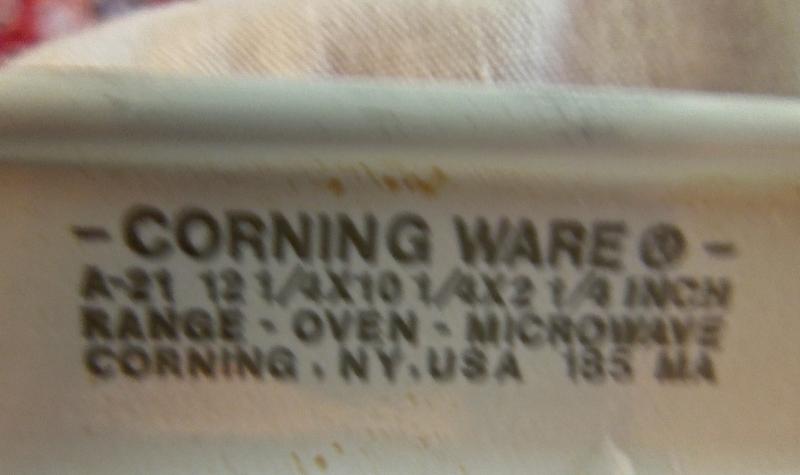 - CORNING WARE ® -
A-21 12 1/4X10 1/4X2 1/4 INCH
RANGE - OVEN - MICROWAVE
CORNING, NY, USA 185 MA